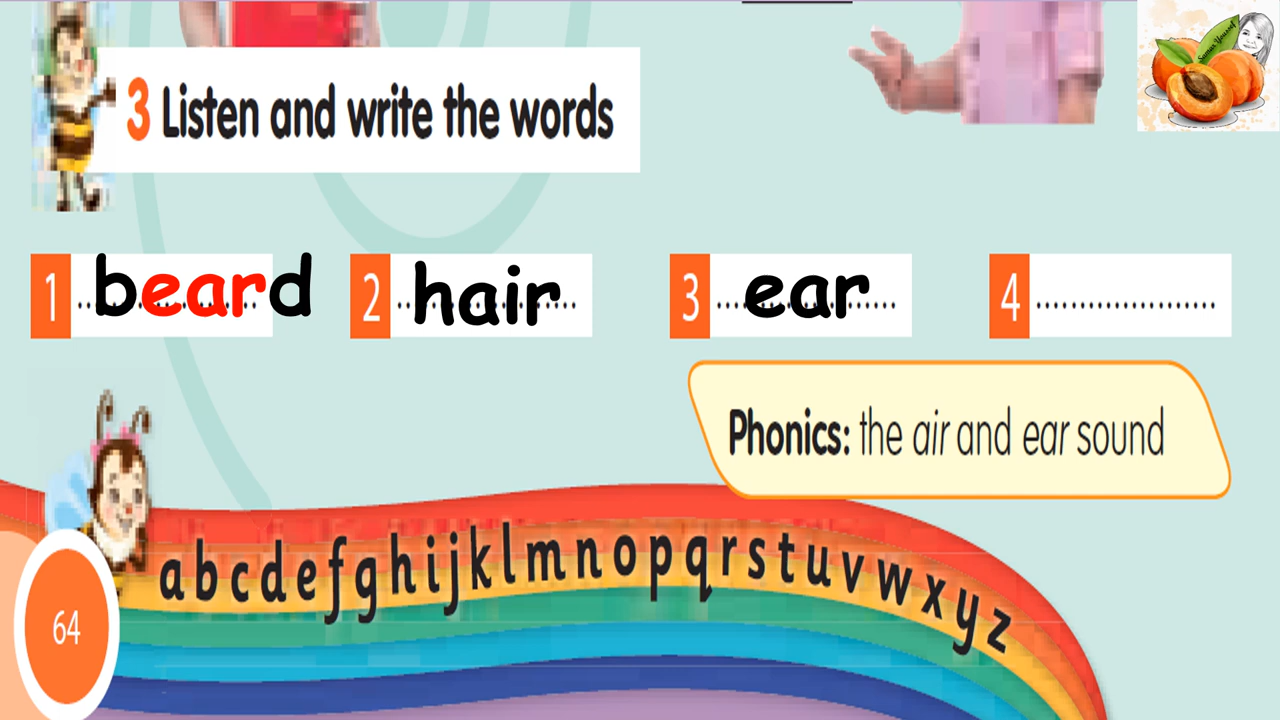 3 Listen and write the words
1 beard 2 hair 3 ear 4
Phonics: the air and ear sound
a b c d e f g h i j k l m n o p q r s t u v w x y z
64